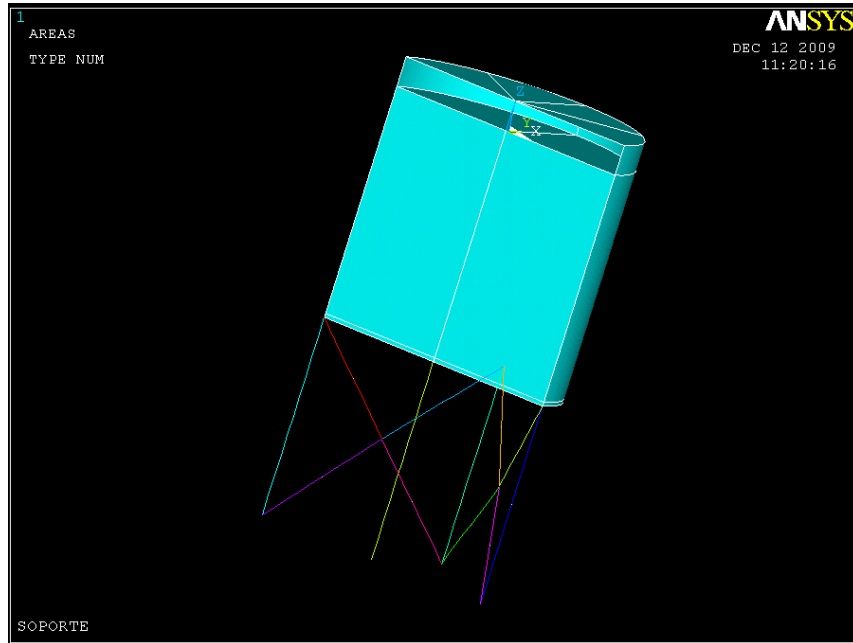 1
AREAS
TYPE NUM
ANSYS
DEC 12 2009
11:20:16
Z
Y
X
SOPORTE